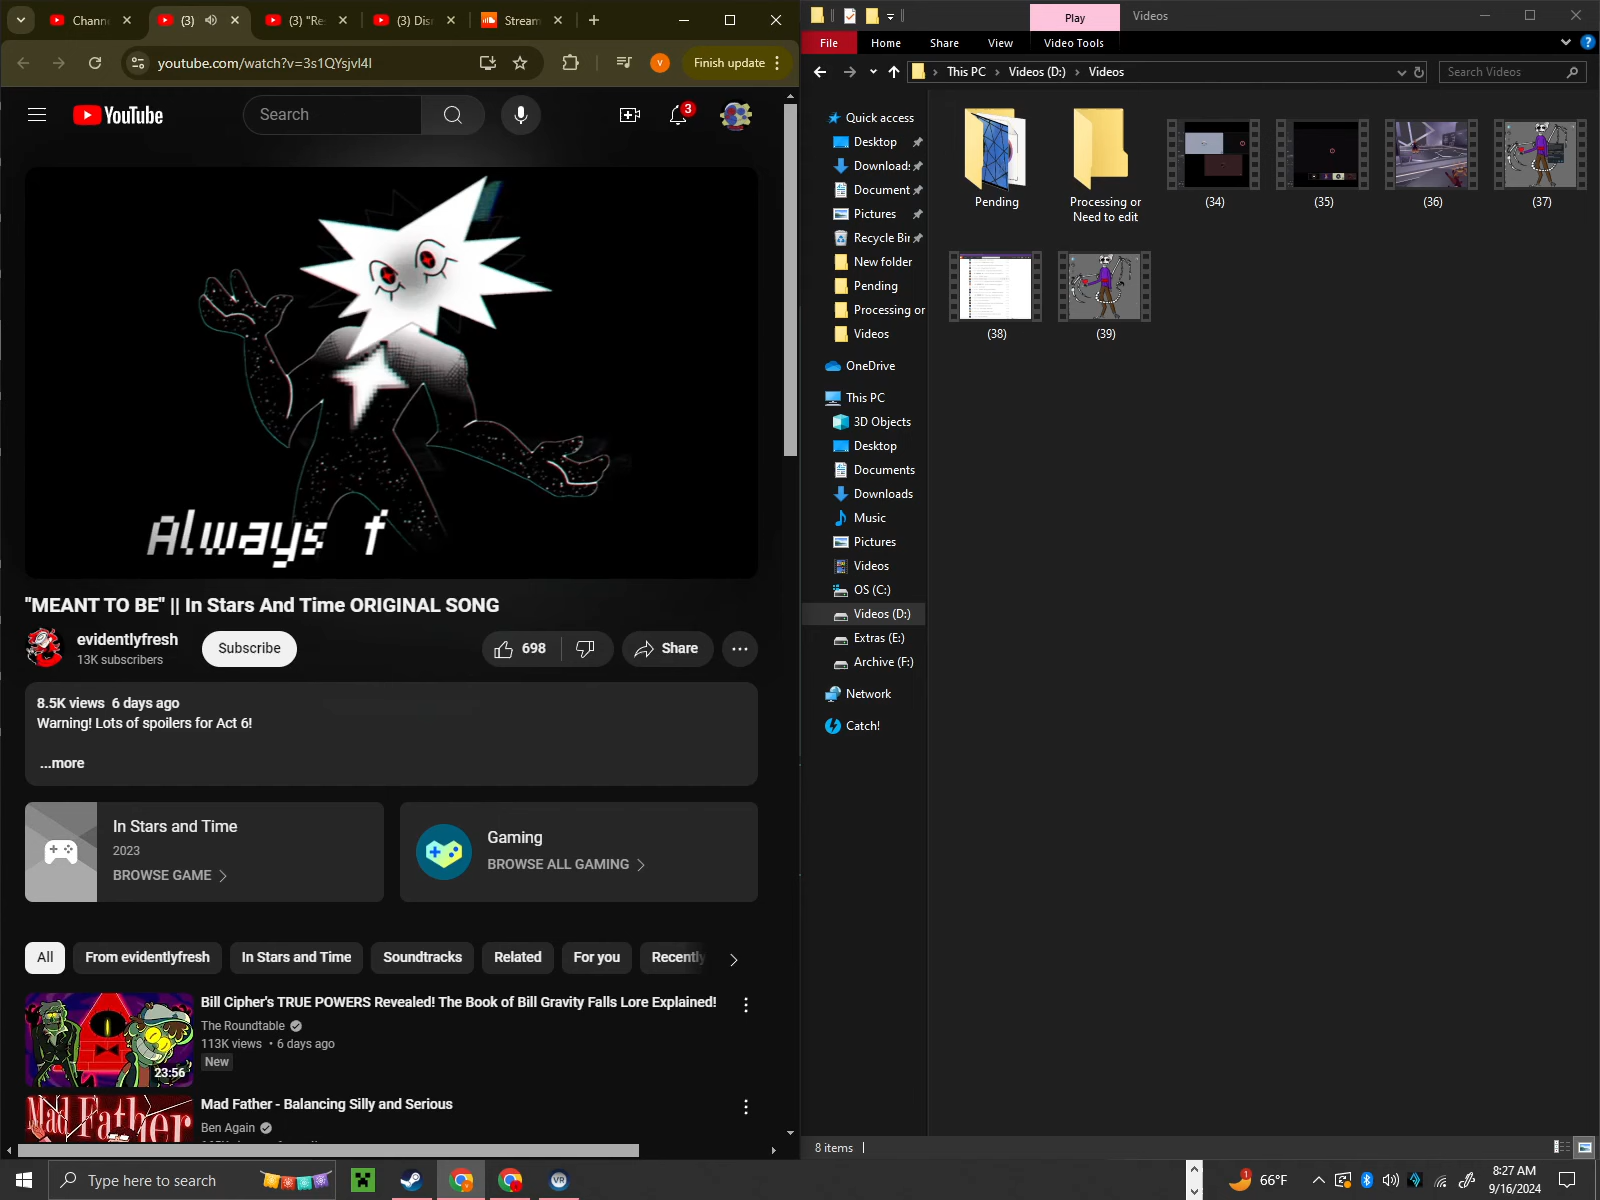 Chann
(3)
(3) "Re
(3) Disr
Stream
youtube.com/watch?v=3s1QYsjvl4I
V
Finish update
YouTube
Search
3
Always t
"MEANT TO BE" || In Stars And Time ORIGINAL SONG
evidentlyfresh
13K subscribers
Subscribe
698
Share
8.5K views 6 days ago
Warning! Lots of spoilers for Act 6!
...more
In Stars and Time
2023
BROWSE GAME
Gaming
BROWSE ALL GAMING
All
From evidentlyfresh
In Stars and Time
Soundtracks
Related
For you
Recently
Bill Cipher's TRUE POWERS Revealed! The Book of Bill Gravity Falls Lore Explained!
The Roundtable
113K views • 6 days ago
New
23:56
Mad Father
Mad Father - Balancing Silly and Serious
Ben Again
Play
Videos
File
Home
Share
View
Video Tools
This PC
Videos (D:)
Videos
Search Videos
Quick access
Desktop
Downloads
Document
Pictures
Recycle Bin
New folder
Pending
Processing or
Videos
OneDrive
This PC
3D Objects
Desktop
Documents
Downloads
Music
Pictures
Videos
OS (C:)
Videos (D:)
Extras (E:)
Archive (F:)
Network
Catch!
Pending
Processing or
Need to edit
(34)
(35)
(36)
(37)
(38)
(39)
8 items
Type here to search
VR
1
66°F
8:27 AM
9/16/2024